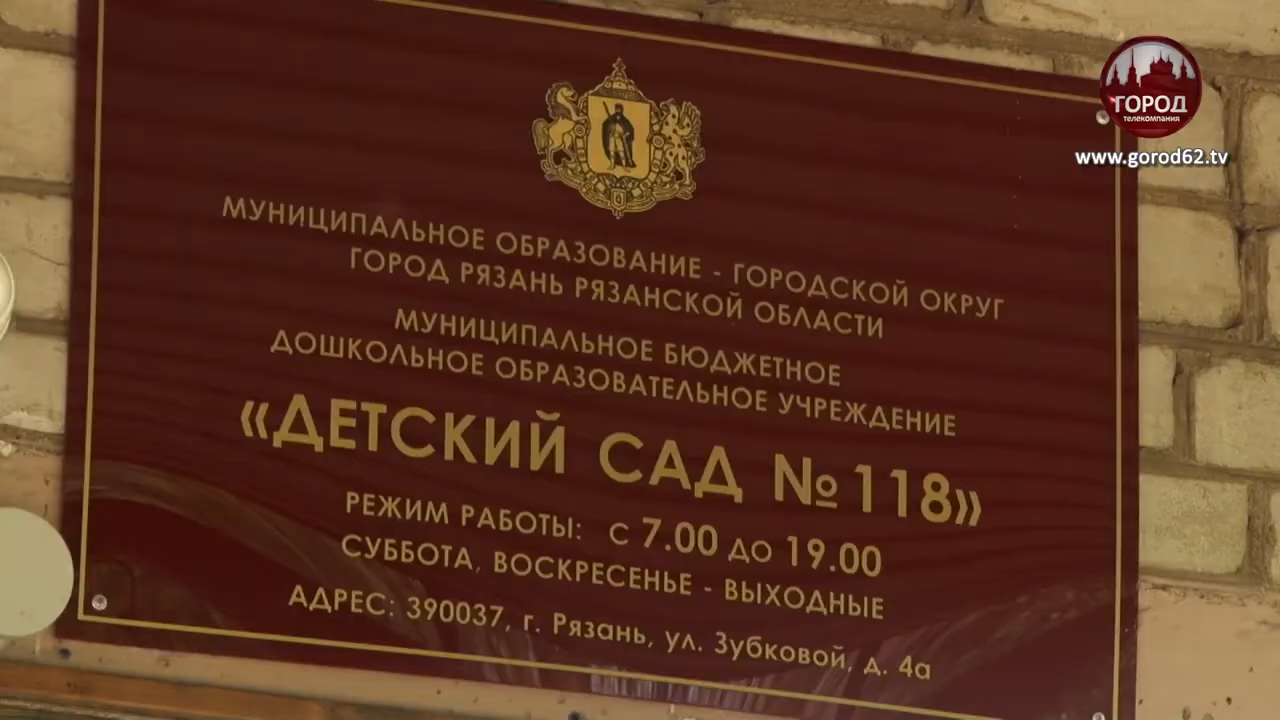 ГОРОД
телекомпания
www.gorod62.tv
МУНИЦИПАЛЬНОЕ ОБРАЗОВАНИЕ - ГОРОДСКОЙ ОКРУГ
ГОРОД РЯЗАНЬ РЯЗАНСКОЙ ОБЛАСТИ
МУНИЦИПАЛЬНОЕ БЮДЖЕТНОЕ
ДОШКОЛЬНОЕ ОБРАЗОВАТЕЛЬНОЕ УЧРЕЖДЕНИЕ
«ДЕТСКИЙ САД №118»
РЕЖИМ РАБОТЫ: С 7.00 ДО 19.00
СУББОТА, ВОСКРЕСЕНЬЕ - ВЫХОДНЫЕ
АДРЕС: 390037, г. Рязань, ул. Зубковой, д. 4а